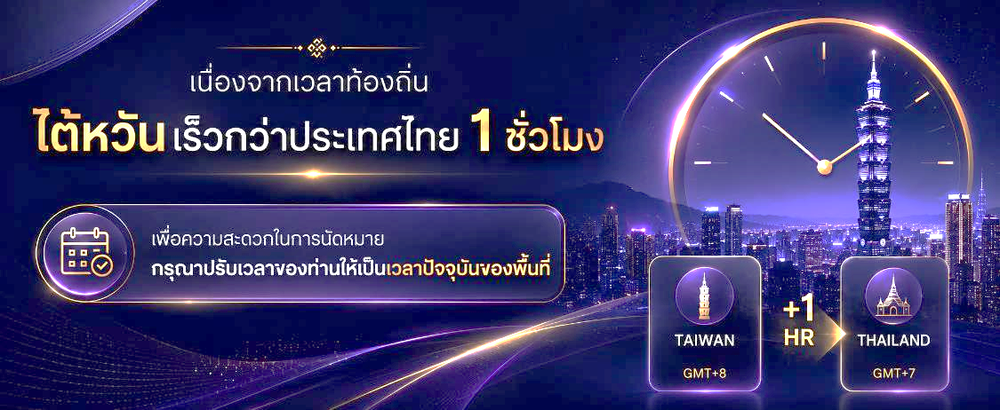 เนื่องจากเวลาท้องถิ่น
ไต้หวัน เร็วกว่าประเทศไทย 1 ชั่วโมง
เพื่อความสะดวกในการนัดหมาย
กรุณาปรับเวลาของท่านให้เป็นเวลาปัจจุบันของพื้นที่
TAIWAN
GMT+8
+1
HR
THAILAND
GMT+7